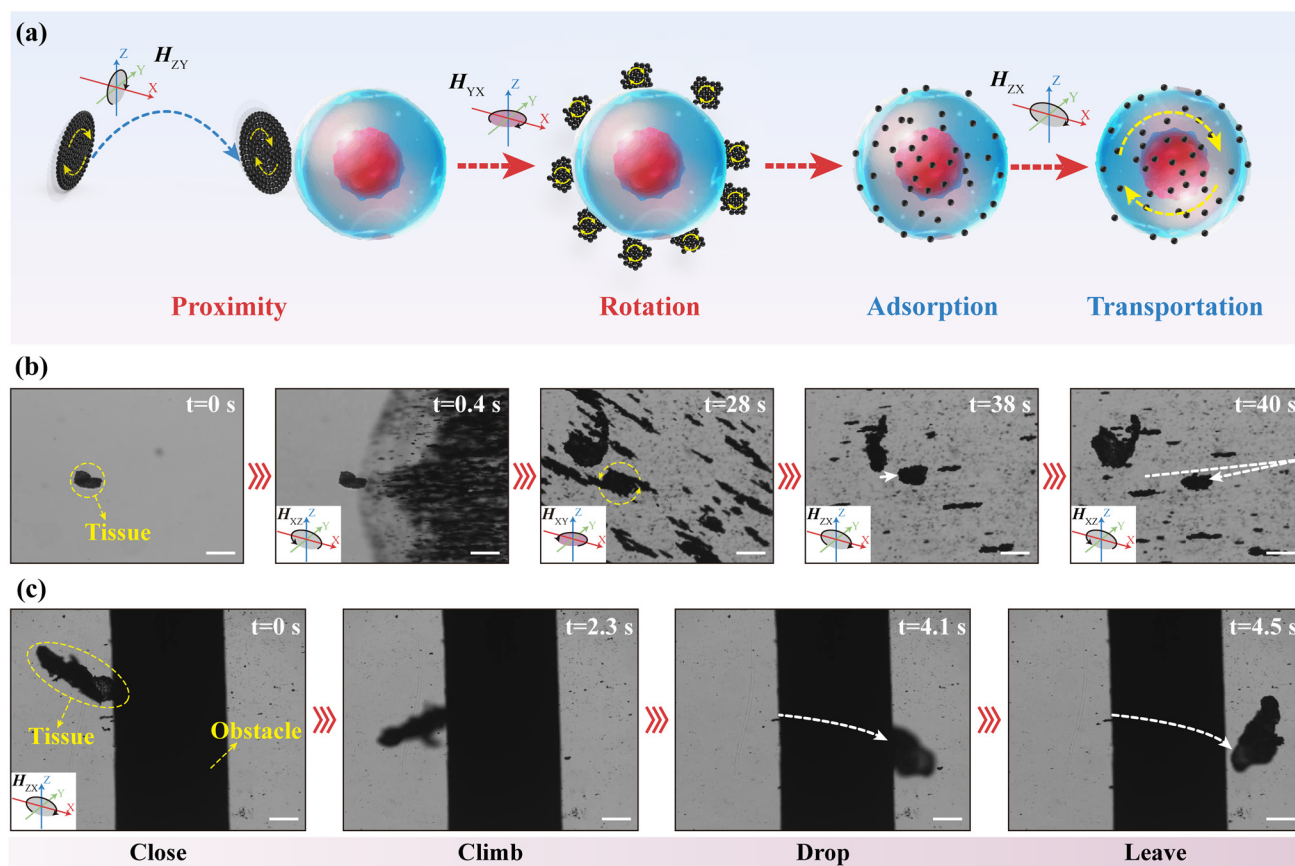 (a)
H_ZY
Z
Y
X
H_YX
Z
Y
X
H_ZX
Z
Y
X
Proximity
Rotation
Adsorption
Transportation
(b)
t=0 s
Tissue
t=0.4 s
H_XZ
Z
Y
X
t=28 s
H_XY
Z
Y
X
t=38 s
H_ZX
Z
Y
X
t=40 s
H_XZ
Z
Y
X
(c)
t=0 s
Tissue
Obstacle
H_ZX
Z
Y
X
t=2.3 s
t=4.1 s
t=4.5 s
Close
Climb
Drop
Leave